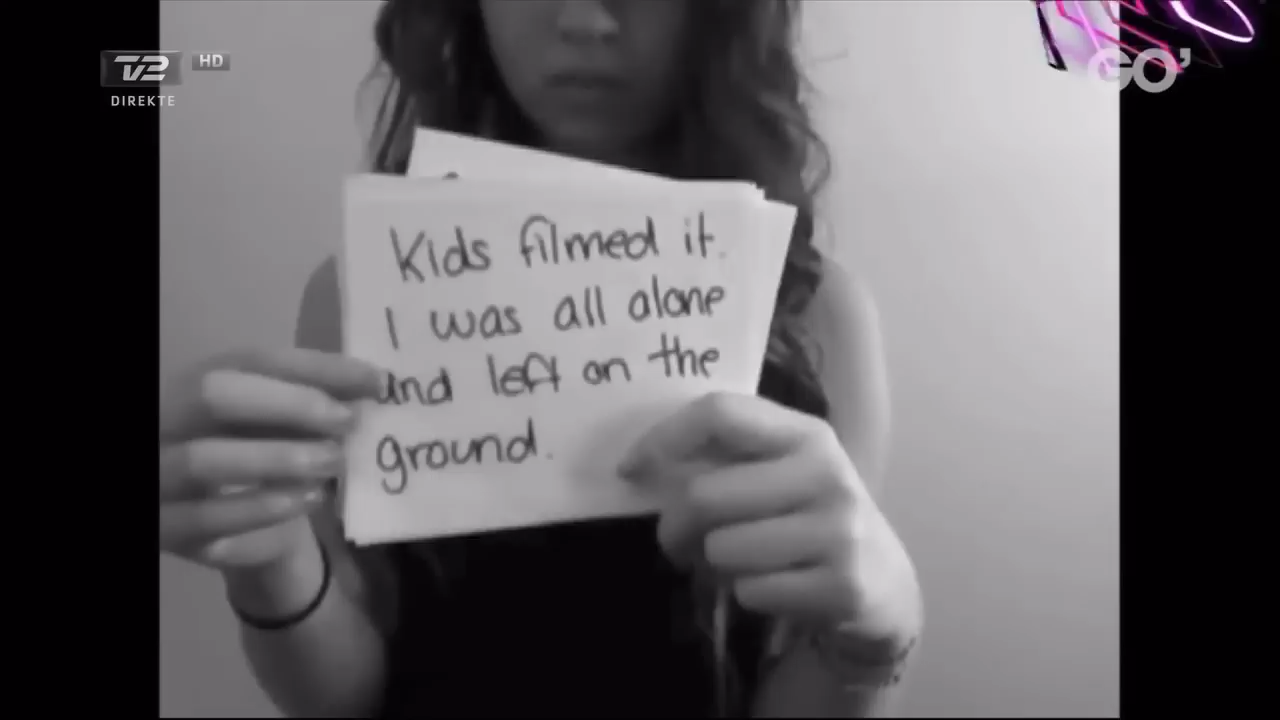 TV2
HD
DIREKTE
GO'
Kids filmed it.
I was all alone
and left on the
ground.